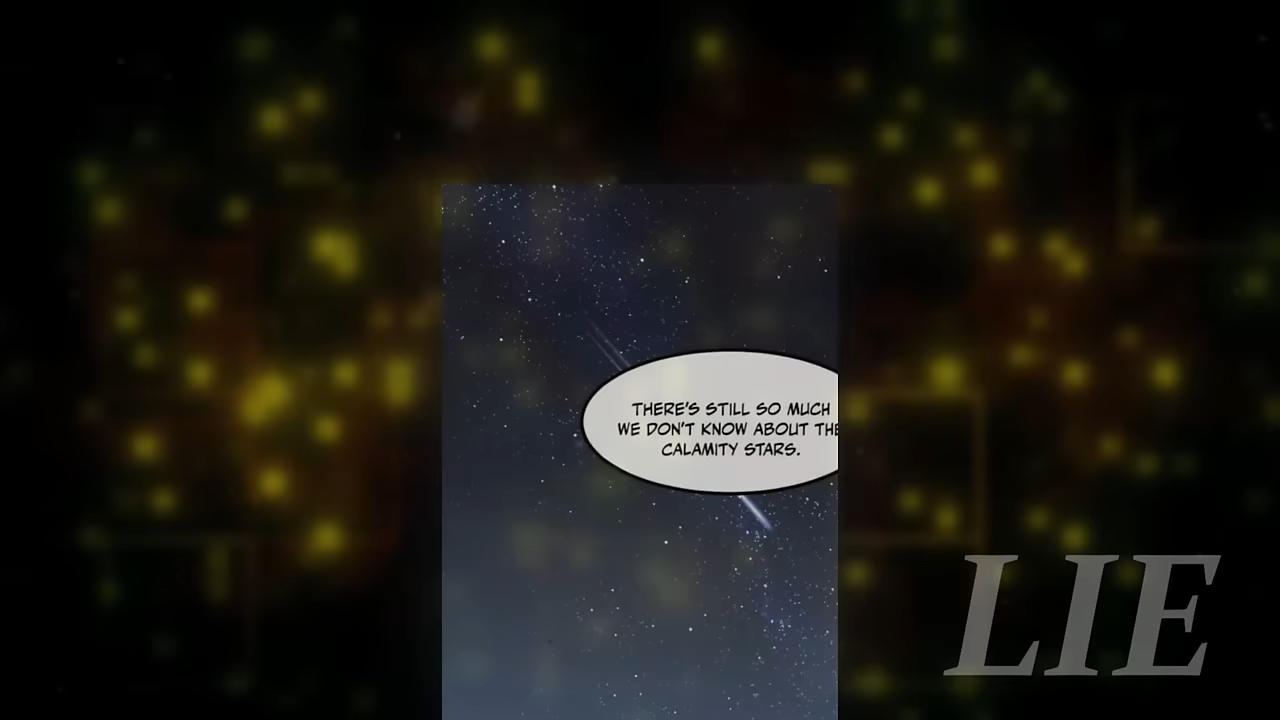 THERE'S STILL SO MUCH
WE DON'T KNOW ABOUT THE
CALAMITY STARS.
LIE